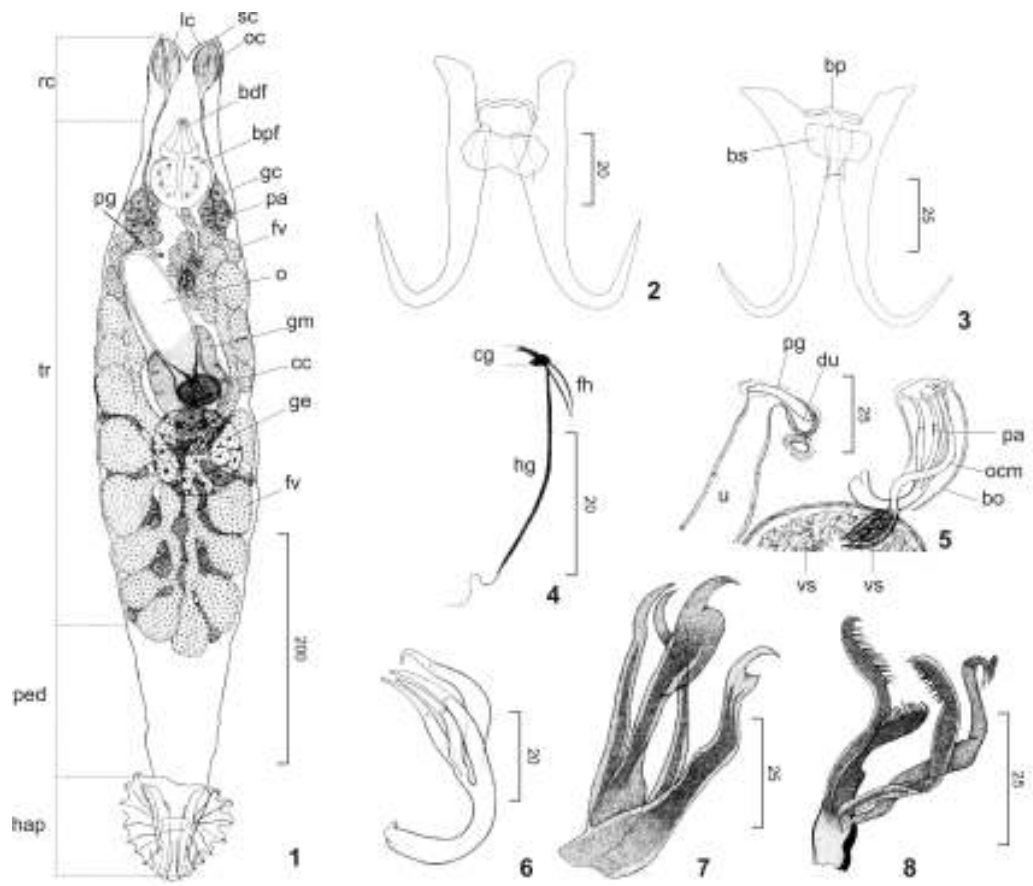 lc
sc
oc
rc
bdf
bpf
gc
pg
pa
fv
o
gm
tr
cc
ge
fv
200
ped
hap
1
20
2
bp
bs
25
3
cg
fh
hg
20
4
pg
du
25
pa
u
ocm
bo
vs
vs
5
20
6
25
7
25
8